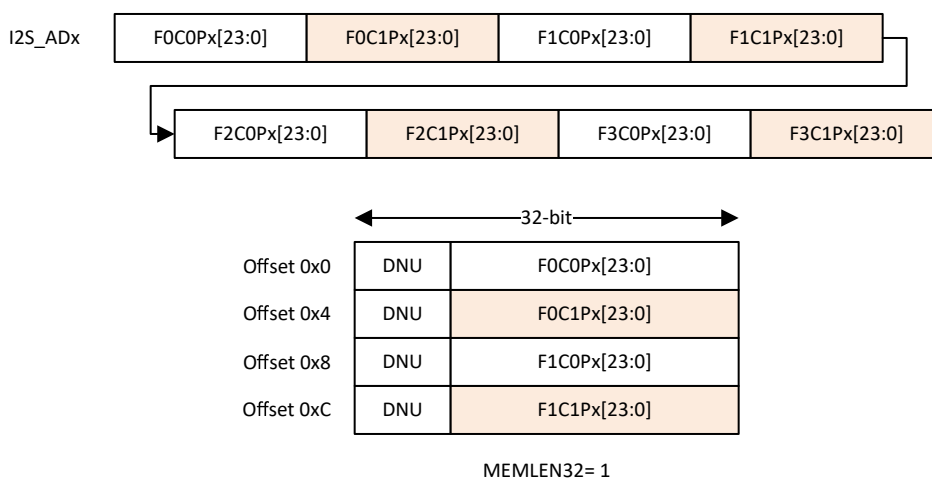 I2S_ADx F0C0Px[23:0] F0C1Px[23:0] F1C0Px[23:0] F1C1Px[23:0]
F2C0Px[23:0] F2C1Px[23:0] F3C0Px[23:0] F3C1Px[23:0]
32-bit
Offset 0x0 DNU F0C0Px[23:0]
Offset 0x4 DNU F0C1Px[23:0]
Offset 0x8 DNU F1C0Px[23:0]
Offset 0xC DNU F1C1Px[23:0]
MEMLEN32= 1